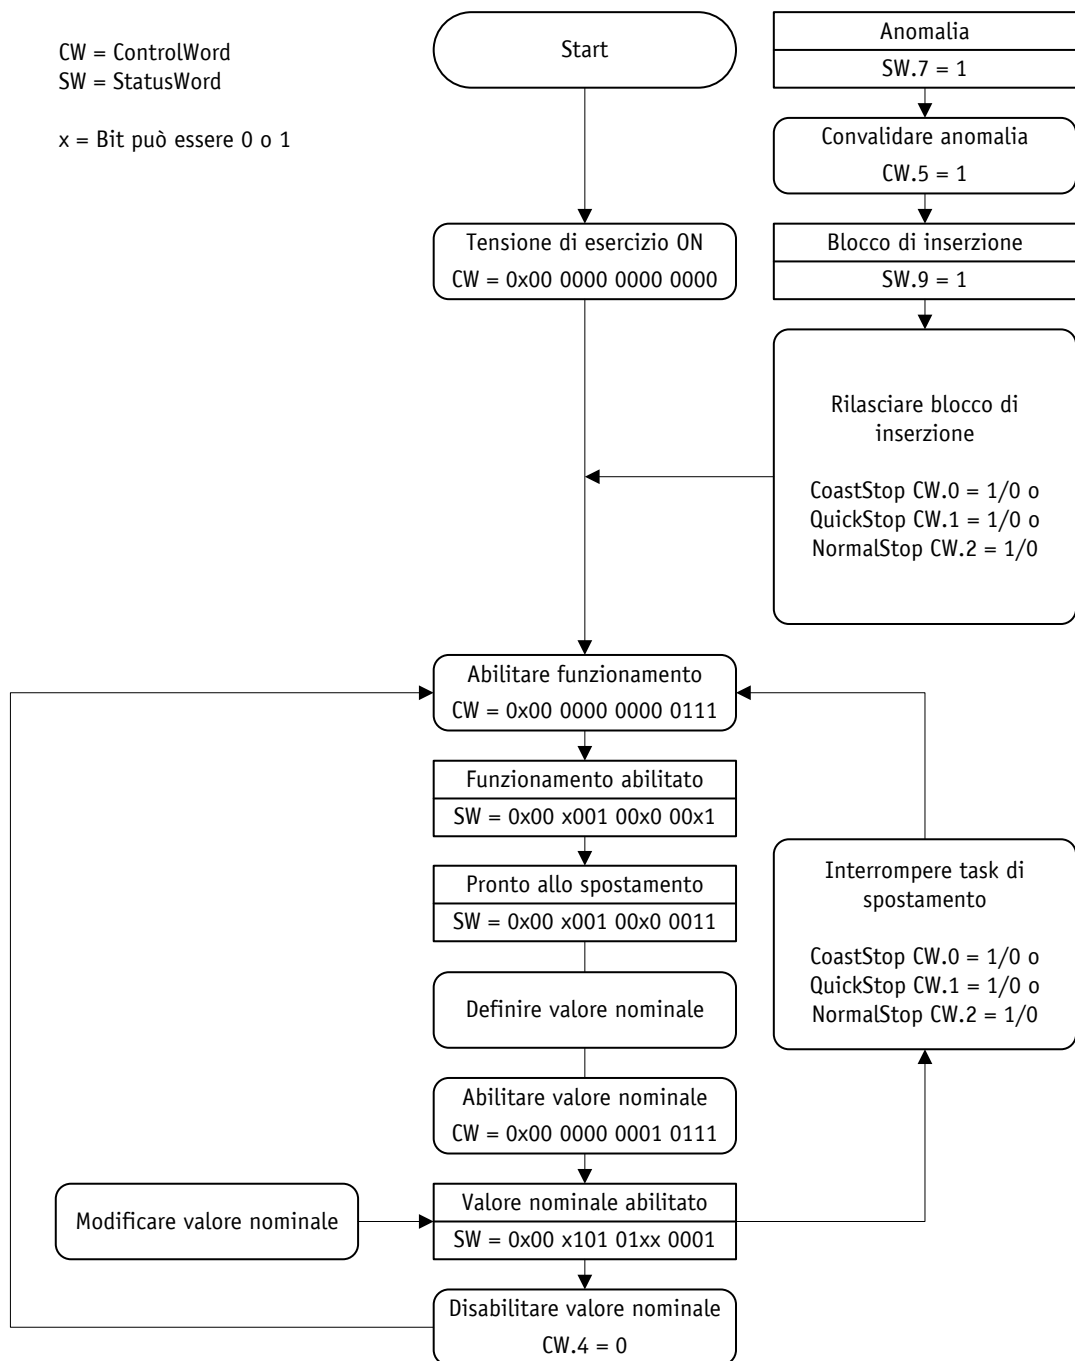 CW = ControlWord
SW = StatusWord
x = Bit può essere 0 o 1
Start
Anomalia
SW.7 = 1
Convalidare anomalia
CW.5 = 1
Tensione di esercizio ON
CW = 0x00 0000 0000 0000
Blocco di inserzione
SW.9 = 1
Rilasciare blocco di
inserzione
CoastStop CW.0 = 1/0 o
QuickStop CW.1 = 1/0 o
NormalStop CW.2 = 1/0
Abilitare funzionamento
CW = 0x00 0000 0000 0111
Funzionamento abilitato
SW = 0x00 x001 00x0 00x1
Pronto allo spostamento
SW = 0x00 x001 00x0 0011
Interrompere task di
spostamento
CoastStop CW.0 = 1/0 o
QuickStop CW.1 = 1/0 o
NormalStop CW.2 = 1/0
Definire valore nominale
Abilitare valore nominale
CW = 0x00 0000 0001 0111
Modificare valore nominale
Valore nominale abilitato
SW = 0x00 x101 01xx 0001
Disabilitare valore nominale
CW.4 = 0